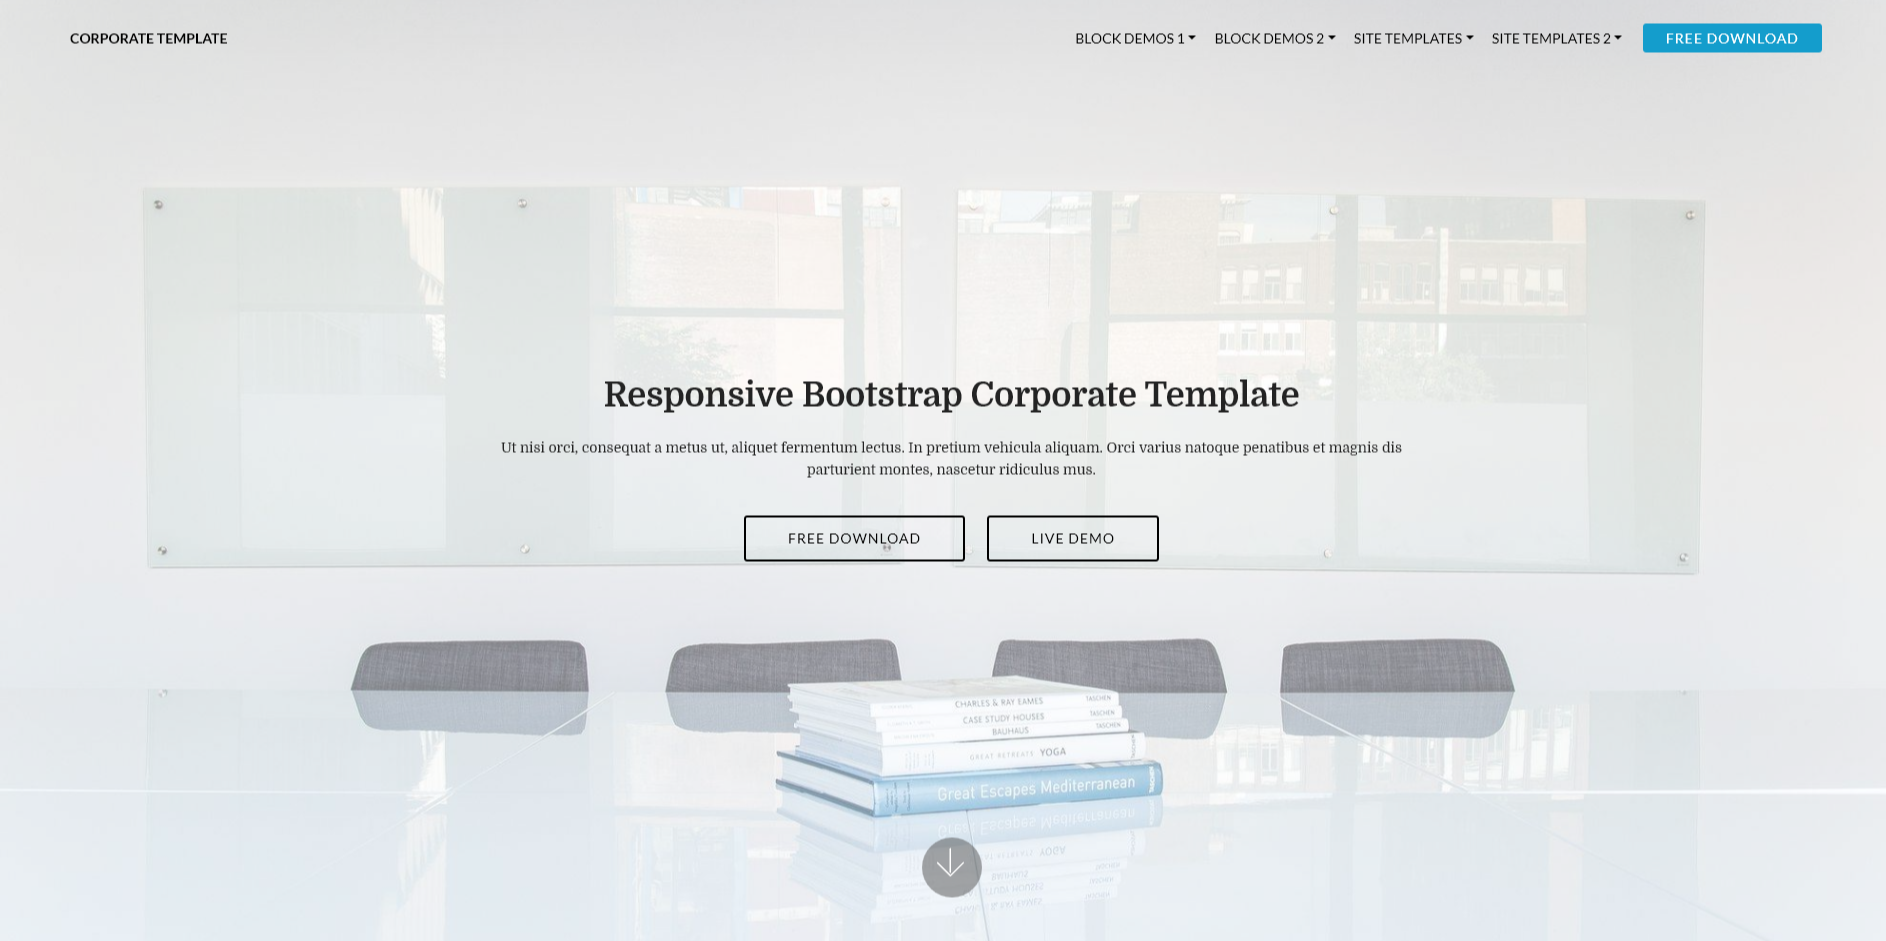 CORPORATE TEMPLATE
BLOCK DEMOS 1 BLOCK DEMOS 2 SITE TEMPLATES SITE TEMPLATES 2 FREE DOWNLOAD
Responsive Bootstrap Corporate Template
Ut nisi orci, consequat a metus ut, aliquet fermentum lectus. In pretium vehicula aliquam. Orci varius natoque penatibus et magnis dis
parturient montes, nascetur ridiculus mus.
FREE DOWNLOAD LIVE DEMO
CHARLES & RAY EAMES TASCHEN
CASE STUDY HOUSES TASCHEN
BAUHAUS TASCHEN
GREAT RETREATS YOGA TASCHEN
Great Escapes Mediterranean TASCHEN